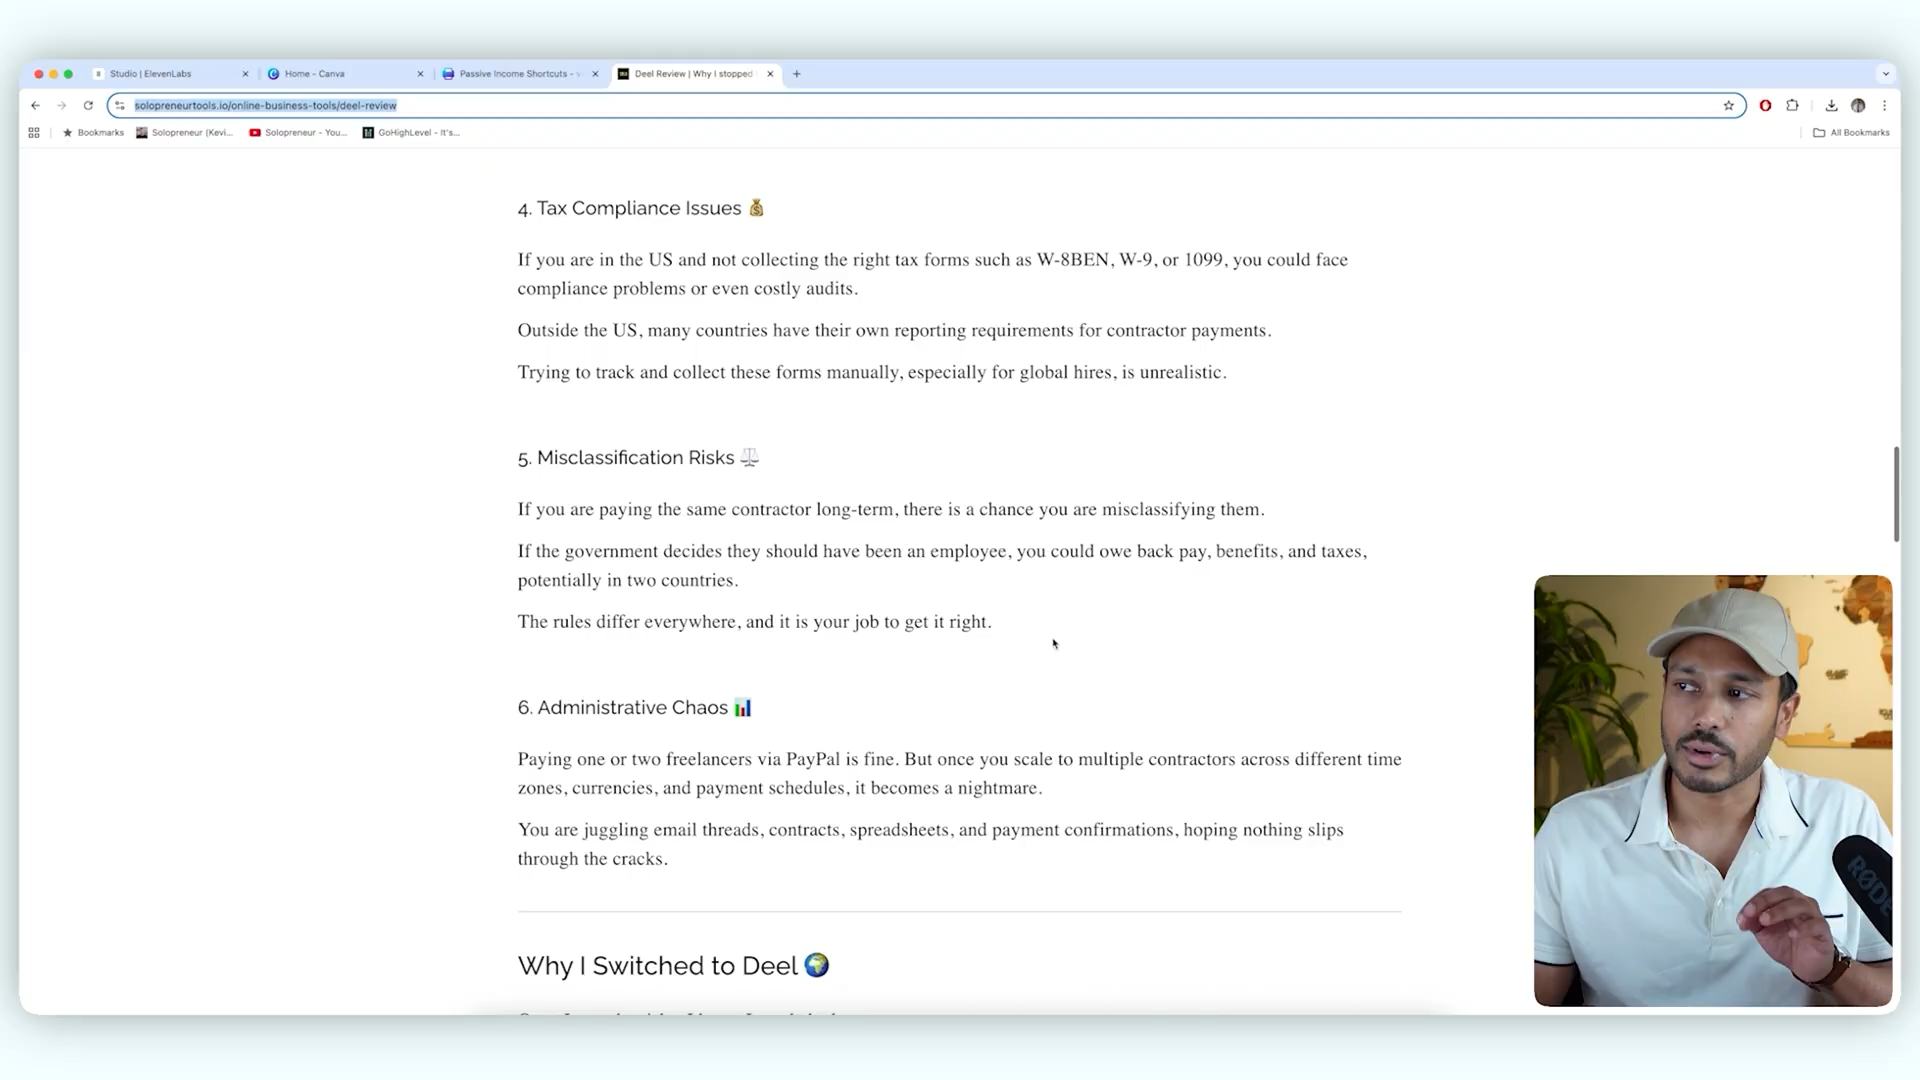 Studio | ElevenLabs
Home - Canva
Passive Income Shortcuts -
Deel Review | Why I stopped
solopreneurtools.io/online-business-tools/deel-review
Bookmarks
Solopreneur (Kevi...
Solopreneur - You...
GoHighLevel - It's...
All Bookmarks
4. Tax Compliance Issues 💰
If you are in the US and not collecting the right tax forms such as W-8BEN, W-9, or 1099, you could face
compliance problems or even costly audits.
Outside the US, many countries have their own reporting requirements for contractor payments.
Trying to track and collect these forms manually, especially for global hires, is unrealistic.
5. Misclassification Risks ⚖️
If you are paying the same contractor long-term, there is a chance you are misclassifying them.
If the government decides they should have been an employee, you could owe back pay, benefits, and taxes,
potentially in two countries.
The rules differ everywhere, and it is your job to get it right.
6. Administrative Chaos 📊
Paying one or two freelancers via PayPal is fine. But once you scale to multiple contractors across different time
zones, currencies, and payment schedules, it becomes a nightmare.
You are juggling email threads, contracts, spreadsheets, and payment confirmations, hoping nothing slips
through the cracks.
Why I Switched to Deel 🌍
RØDE